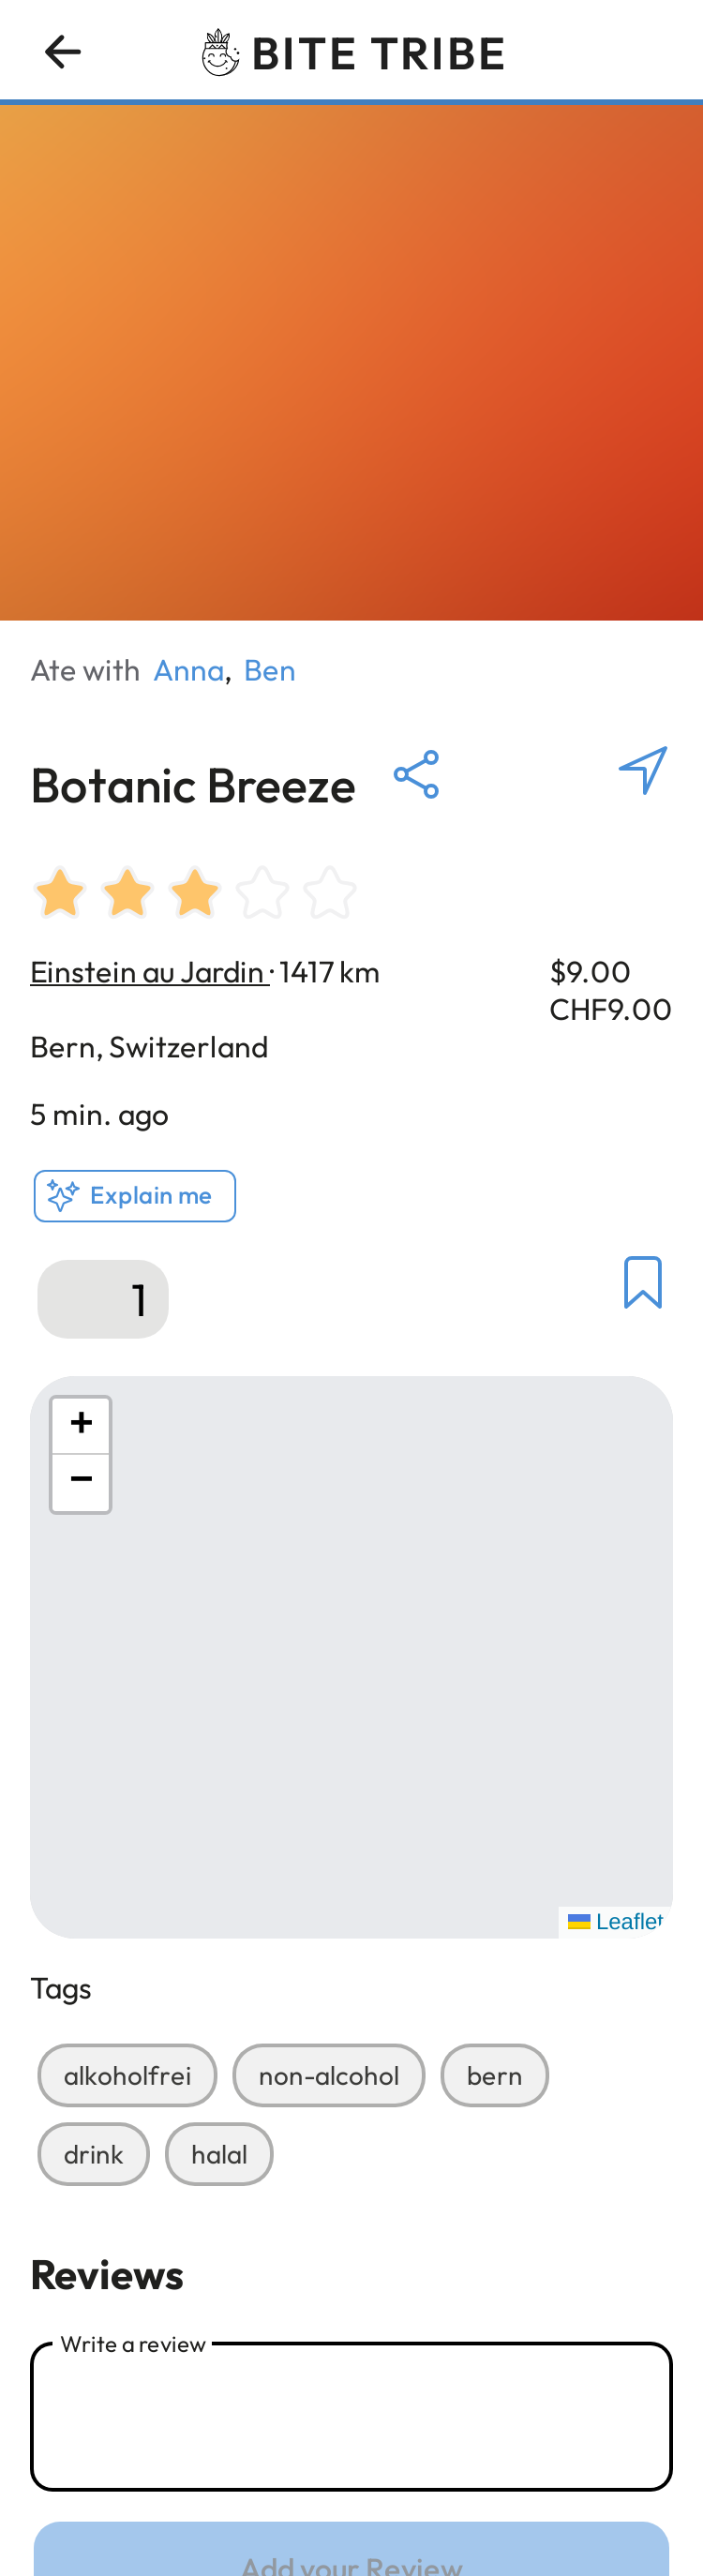 BITE TRIBE
Ate with Anna, Ben
Botanic Breeze
Einstein au Jardin · 1417 km
$9.00
CHF9.00
Bern, Switzerland
5 min. ago
Explain me
1
+
−
Leaflet
Tags
alkoholfrei non-alcohol bern
drink halal
Reviews
Write a review
Add your Review